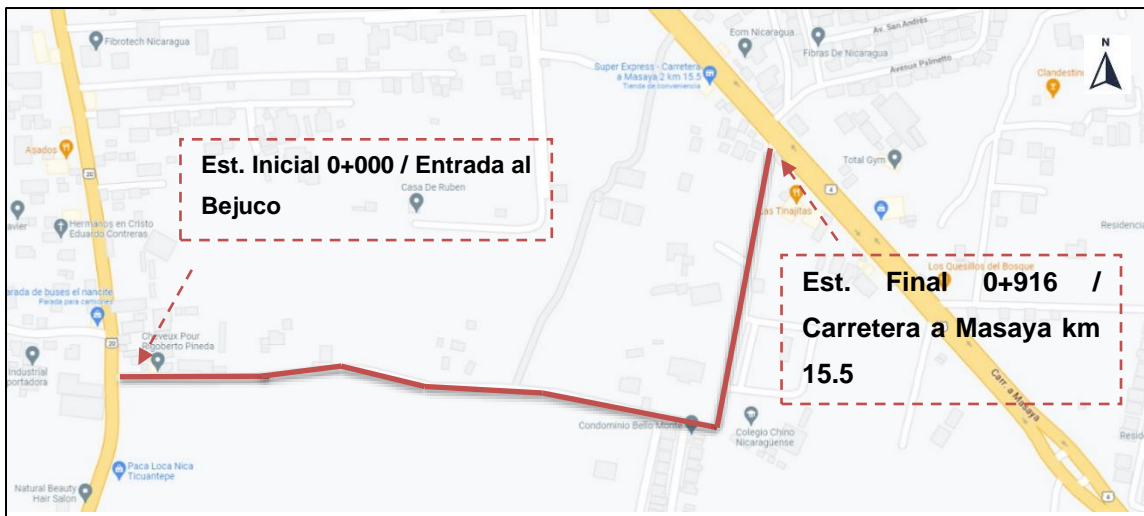 Fibrotech Nicaragua
Eom Nicaragua
Fibras De Nicaragua
Av. San Andrés
Avenue Palmetto
N
Super Express - Carretera
a Masaya 2 km 15.5
Tienda de conveniencia
Clandestino
Asados
20
Est. Inicial 0+000 / Entrada al
Bejuco
Casa De Ruben
Total Gym
4
Las Tinajitas
Hermanos en Cristo
Eduardo Contreras
Residencia
Los Quesillos del Bosque
Est. Final 0+916 /
Carretera a Masaya km
15.5
Parada de buses el nancite
Parada para camiones
20
Cheveux Pour
Rigoberto Pineda
Industrial
portadora
Carr. a Masaya
Condominio Bello Monte
Colegio Chino
Nicaragüense
Paca Loca Nica
Ticuantepe
Natural Beauty
Hair Salon
4